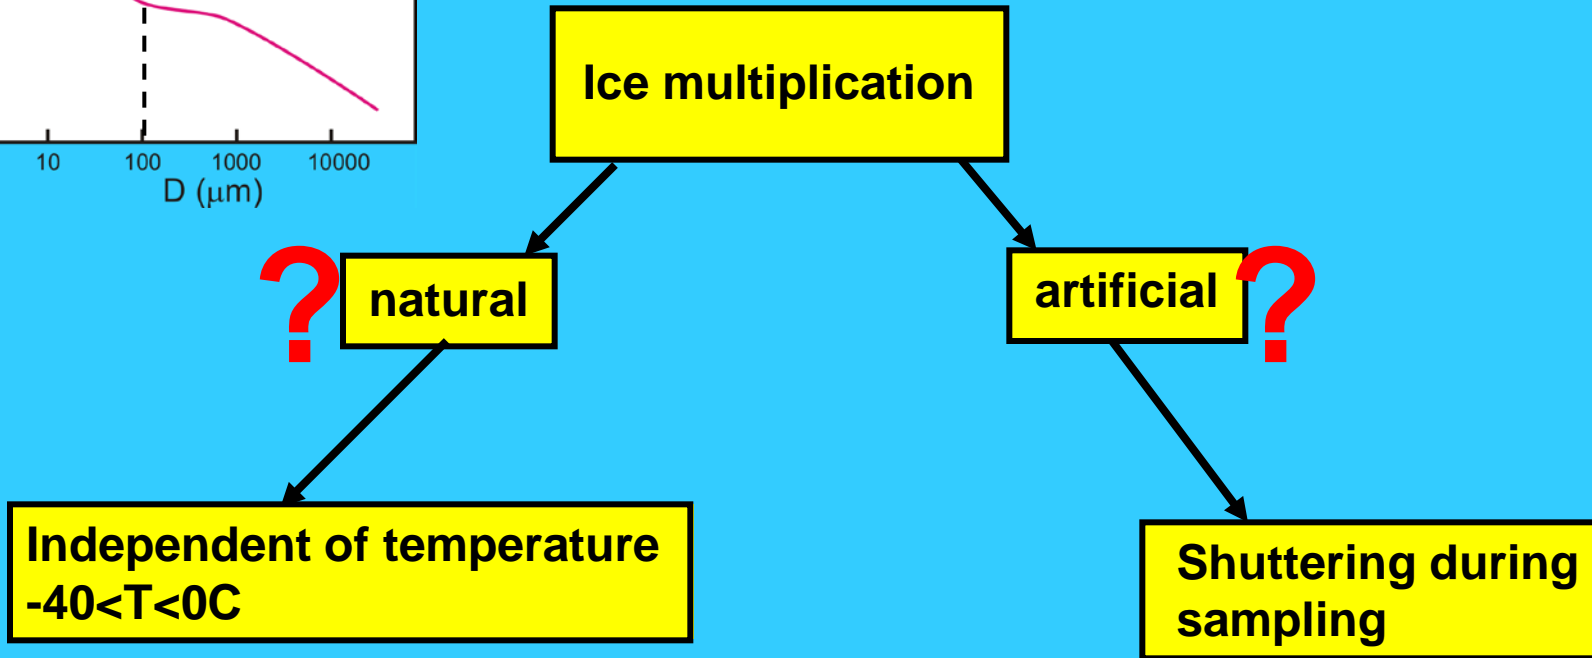 Ice multiplication
10 100 1000 10000
D (μm)
? natural
artificial ?
Independent of temperature
-40<T<0C
Shuttering during
sampling